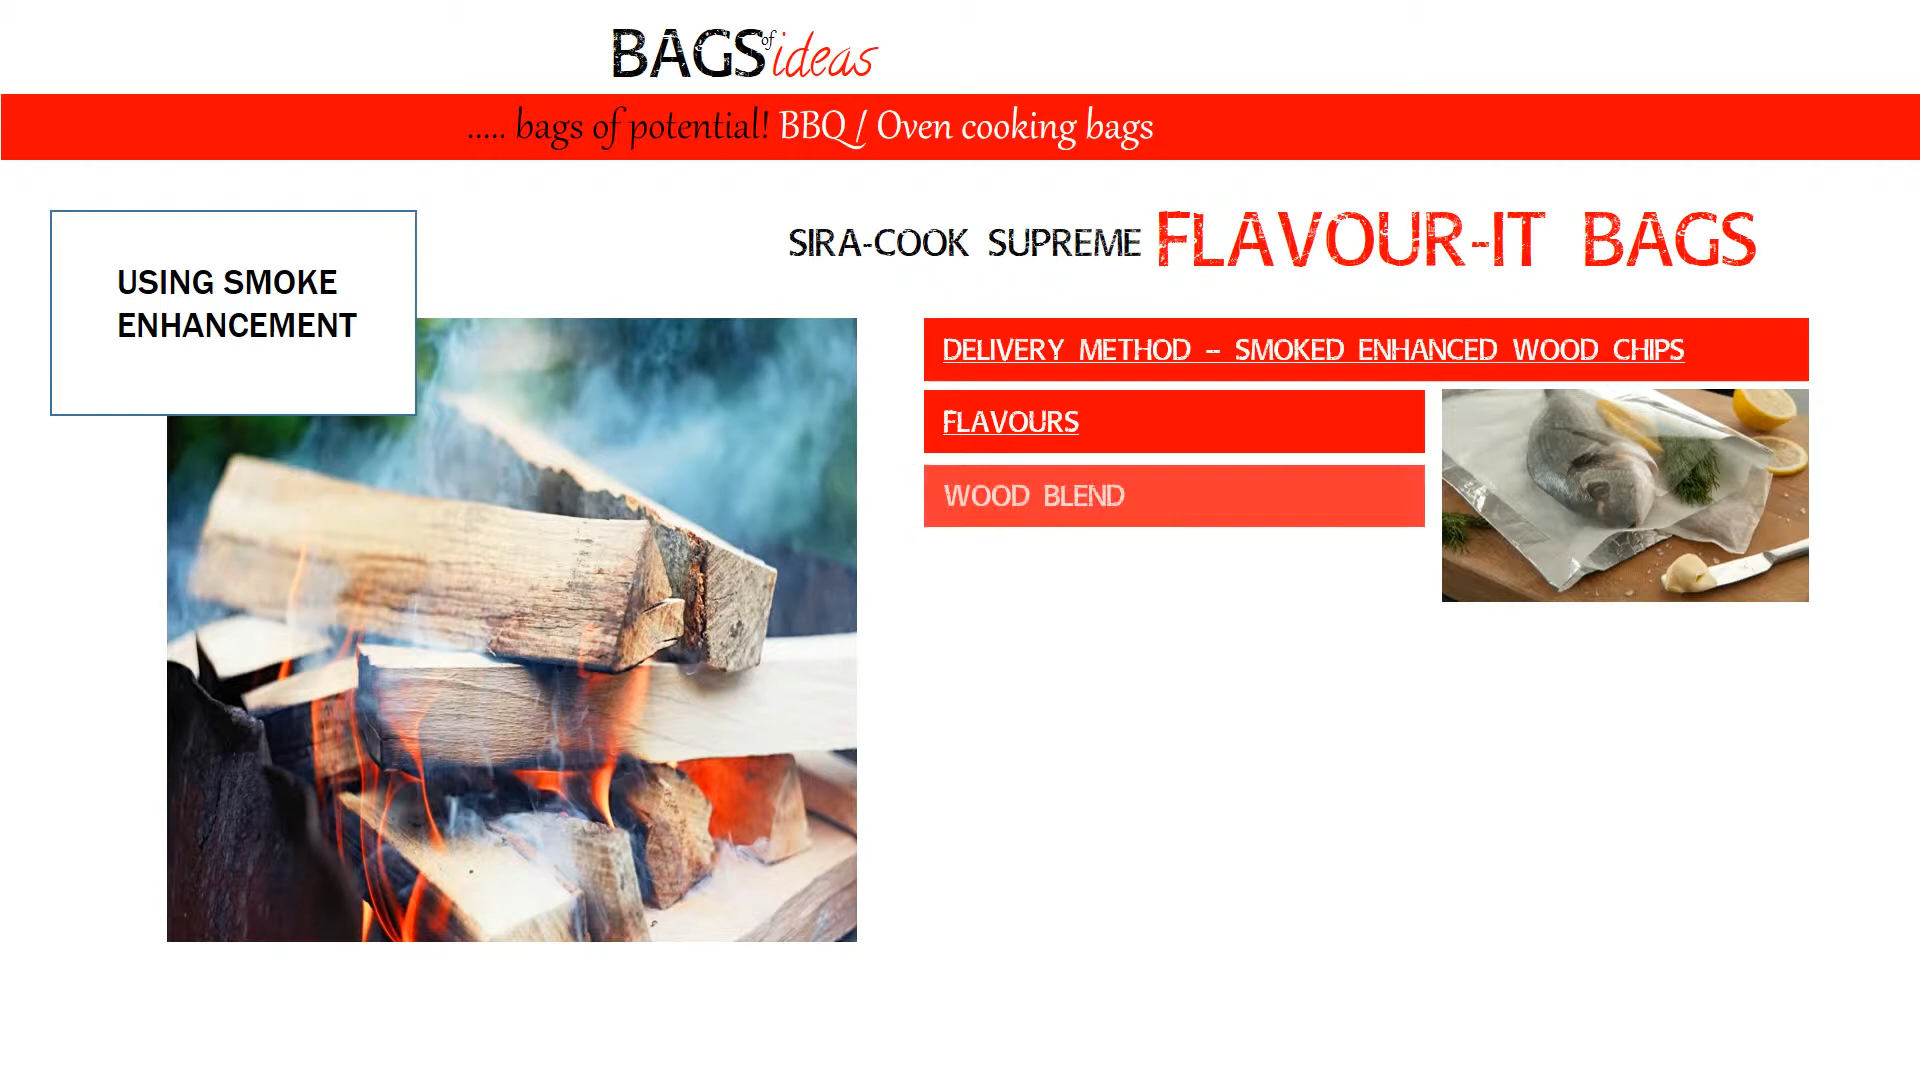 BAGS of ideas
..... bags of potential! BBQ / Oven cooking bags
USING SMOKE
ENHANCEMENT
SIRA-COOK SUPREME FLAVOUR-IT BAGS
DELIVERY METHOD – SMOKED ENHANCED WOOD CHIPS
FLAVOURS
WOOD BLEND